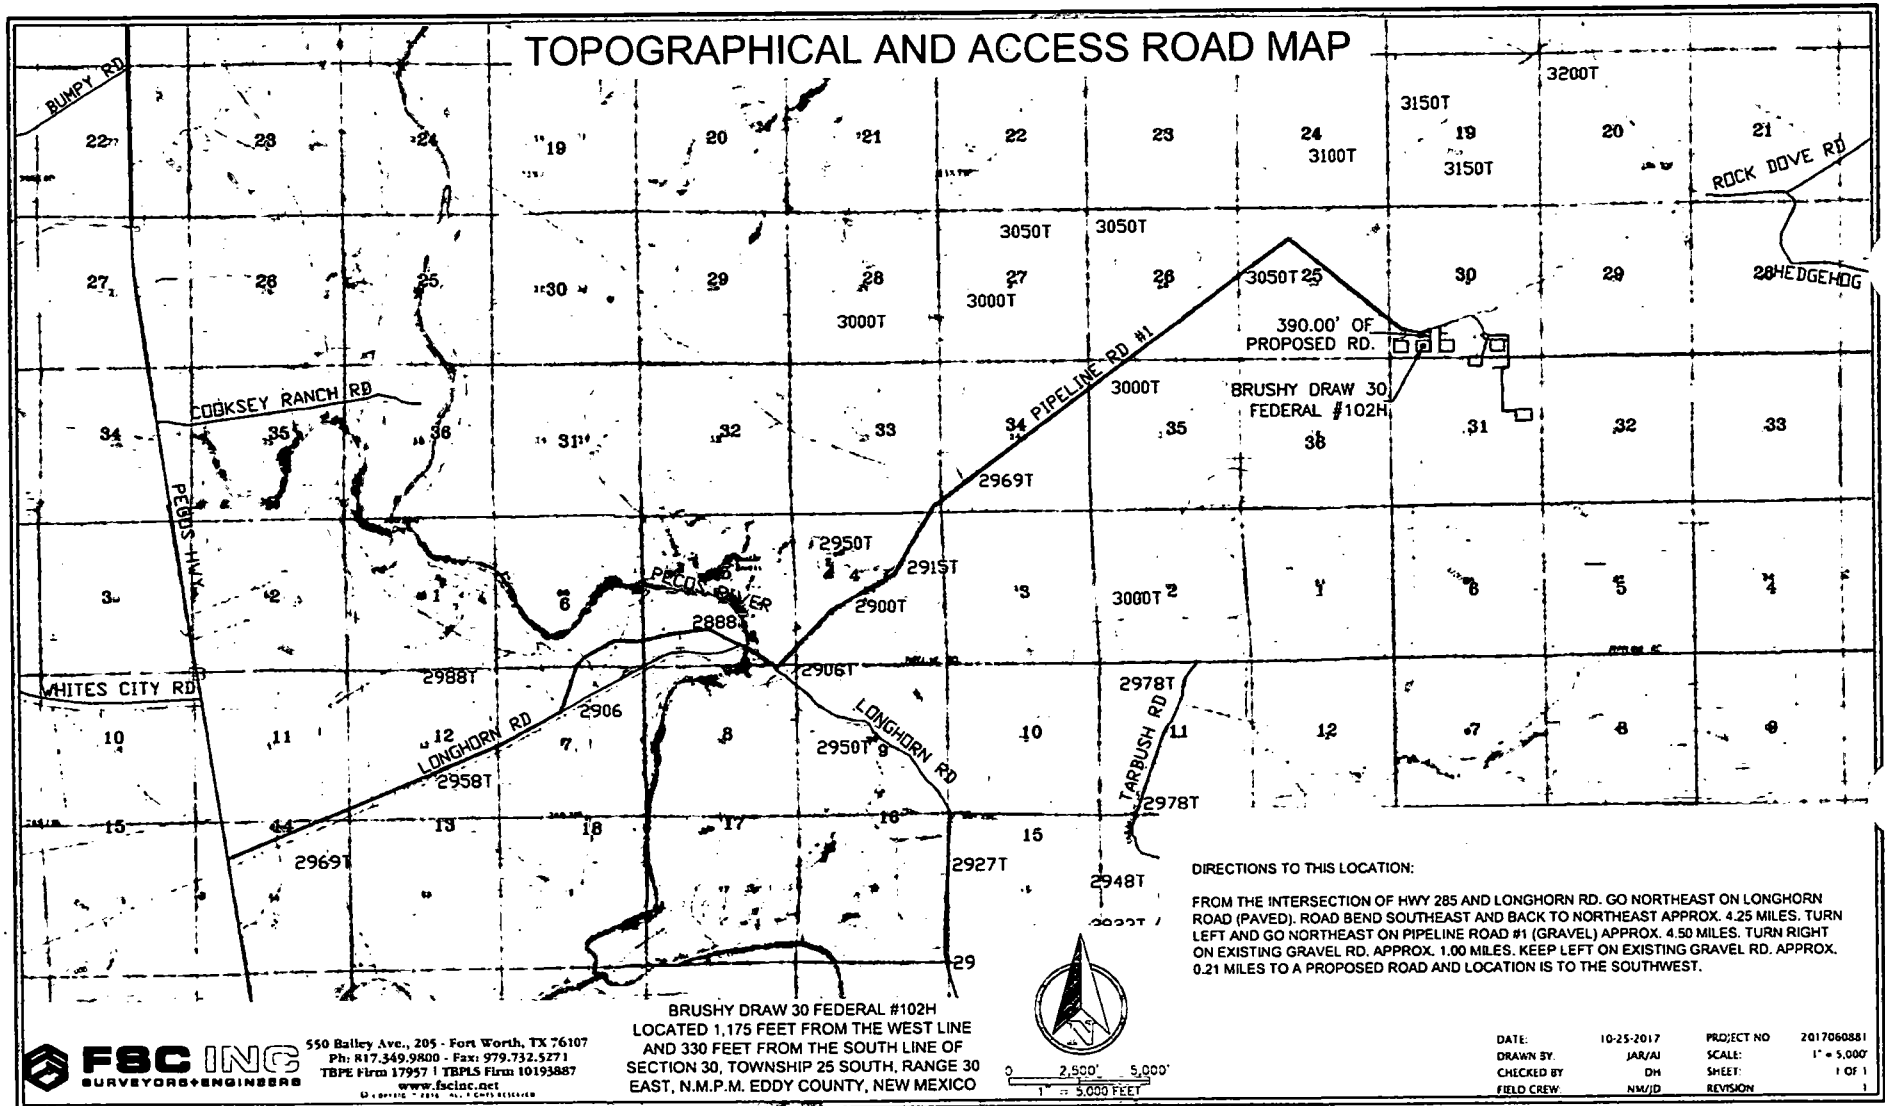 TOPOGRAPHICAL AND ACCESS ROAD MAP
BUMPY RD
3200T
3150T
22 23 24 19 20 21 22 23 24 19 20 21
3100T
3150T
ROCK DOVE RD
3050T 3050T
27 26 25 30 29 28 27 26 3050T 25 30 29 28 HEDGEHOG
3000T
3000T
390.00' OF
PROPOSED RD.
PIPELINE RD #1
3000T
COOKSEY RANCH RD
BRUSHY DRAW 30
FEDERAL #102H
34 35 36 31 32 33 34 35 36 31 32 33
2969T
PECOS HWY
2950T
2915T
3 2 1 6 5 4 3 2 1 6 5 4
PECOS RIVER
2900T
3000T
2888
2988T
2906T
WHITES CITY RD
2978T
2906
LONGHORN RD
LONGHORN RD
TARBUSH RD
10 11 12 7 8 9 10 11 12 7 8 9
2950T
2958T
2978T
15 14 13 18 17 16 15
2969T
2927T
2948T
29
DIRECTIONS TO THIS LOCATION:
FROM THE INTERSECTION OF HWY 285 AND LONGHORN RD. GO NORTHEAST ON LONGHORN
ROAD (PAVED). ROAD BEND SOUTHEAST AND BACK TO NORTHEAST APPROX. 4.25 MILES. TURN
LEFT AND GO NORTHEAST ON PIPELINE ROAD #1 (GRAVEL) APPROX. 4.50 MILES. TURN RIGHT
ON EXISTING GRAVEL RD. APPROX. 1.00 MILES. KEEP LEFT ON EXISTING GRAVEL RD. APPROX.
0.21 MILES TO A PROPOSED ROAD AND LOCATION IS TO THE SOUTHWEST.
FSC INC
SURVEYORS+ENGINEERS
550 Bailey Ave., 205 - Fort Worth, TX 76107
Ph: 817.349.9800 - Fax: 979.732.5271
TBPE Firm 17957 | TBPLS Firm 10193887
www.fscinc.net
BRUSHY DRAW 30 FEDERAL #102H
LOCATED 1,175 FEET FROM THE WEST LINE
AND 330 FEET FROM THE SOUTH LINE OF
SECTION 30, TOWNSHIP 25 SOUTH, RANGE 30
EAST, N.M.P.M. EDDY COUNTY, NEW MEXICO
N
0 2,500' 5,000'
1" = 5,000 FEET
DATE: 10-25-2017 PROJECT NO 2017060881
DRAWN BY. JAR/AI SCALE: 1" = 5,000'
CHECKED BY DH SHEET: 1 OF 1
FIELD CREW: NM/JD REVISION 1